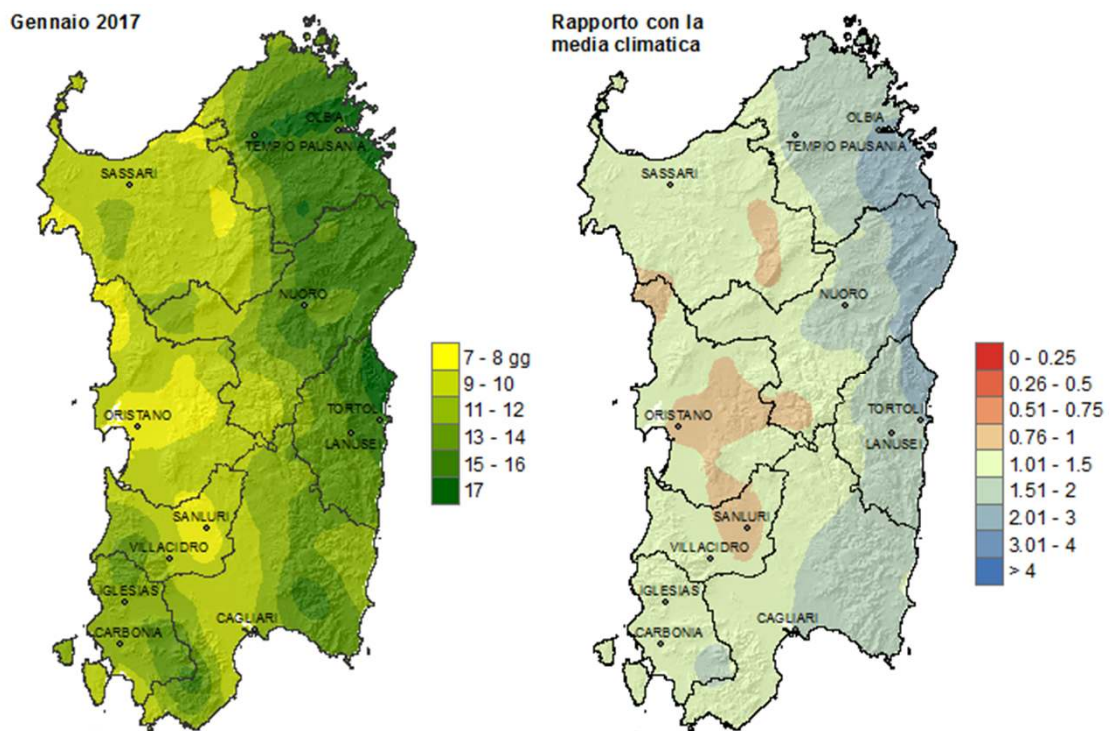 Gennaio 2017
OLBIA
TEMPIO PAUSANIA
SASSARI
NUORO
ORISTANO
TORTOLI
LANUSEI
SANLURI
VILLACIDRO
IGLESIAS
CARBONIA
CAGLIARI
7 - 8 gg
9 - 10
11 - 12
13 - 14
15 - 16
17
Rapporto con la
media climatica
OLBIA
TEMPIO PAUSANIA
SASSARI
NUORO
ORISTANO
TORTOLI
LANUSEI
SANLURI
VILLACIDRO
IGLESIAS
CARBONIA
CAGLIARI
0 - 0.25
0.26 - 0.5
0.51 - 0.75
0.76 - 1
1.01 - 1.5
1.51 - 2
2.01 - 3
3.01 - 4
> 4